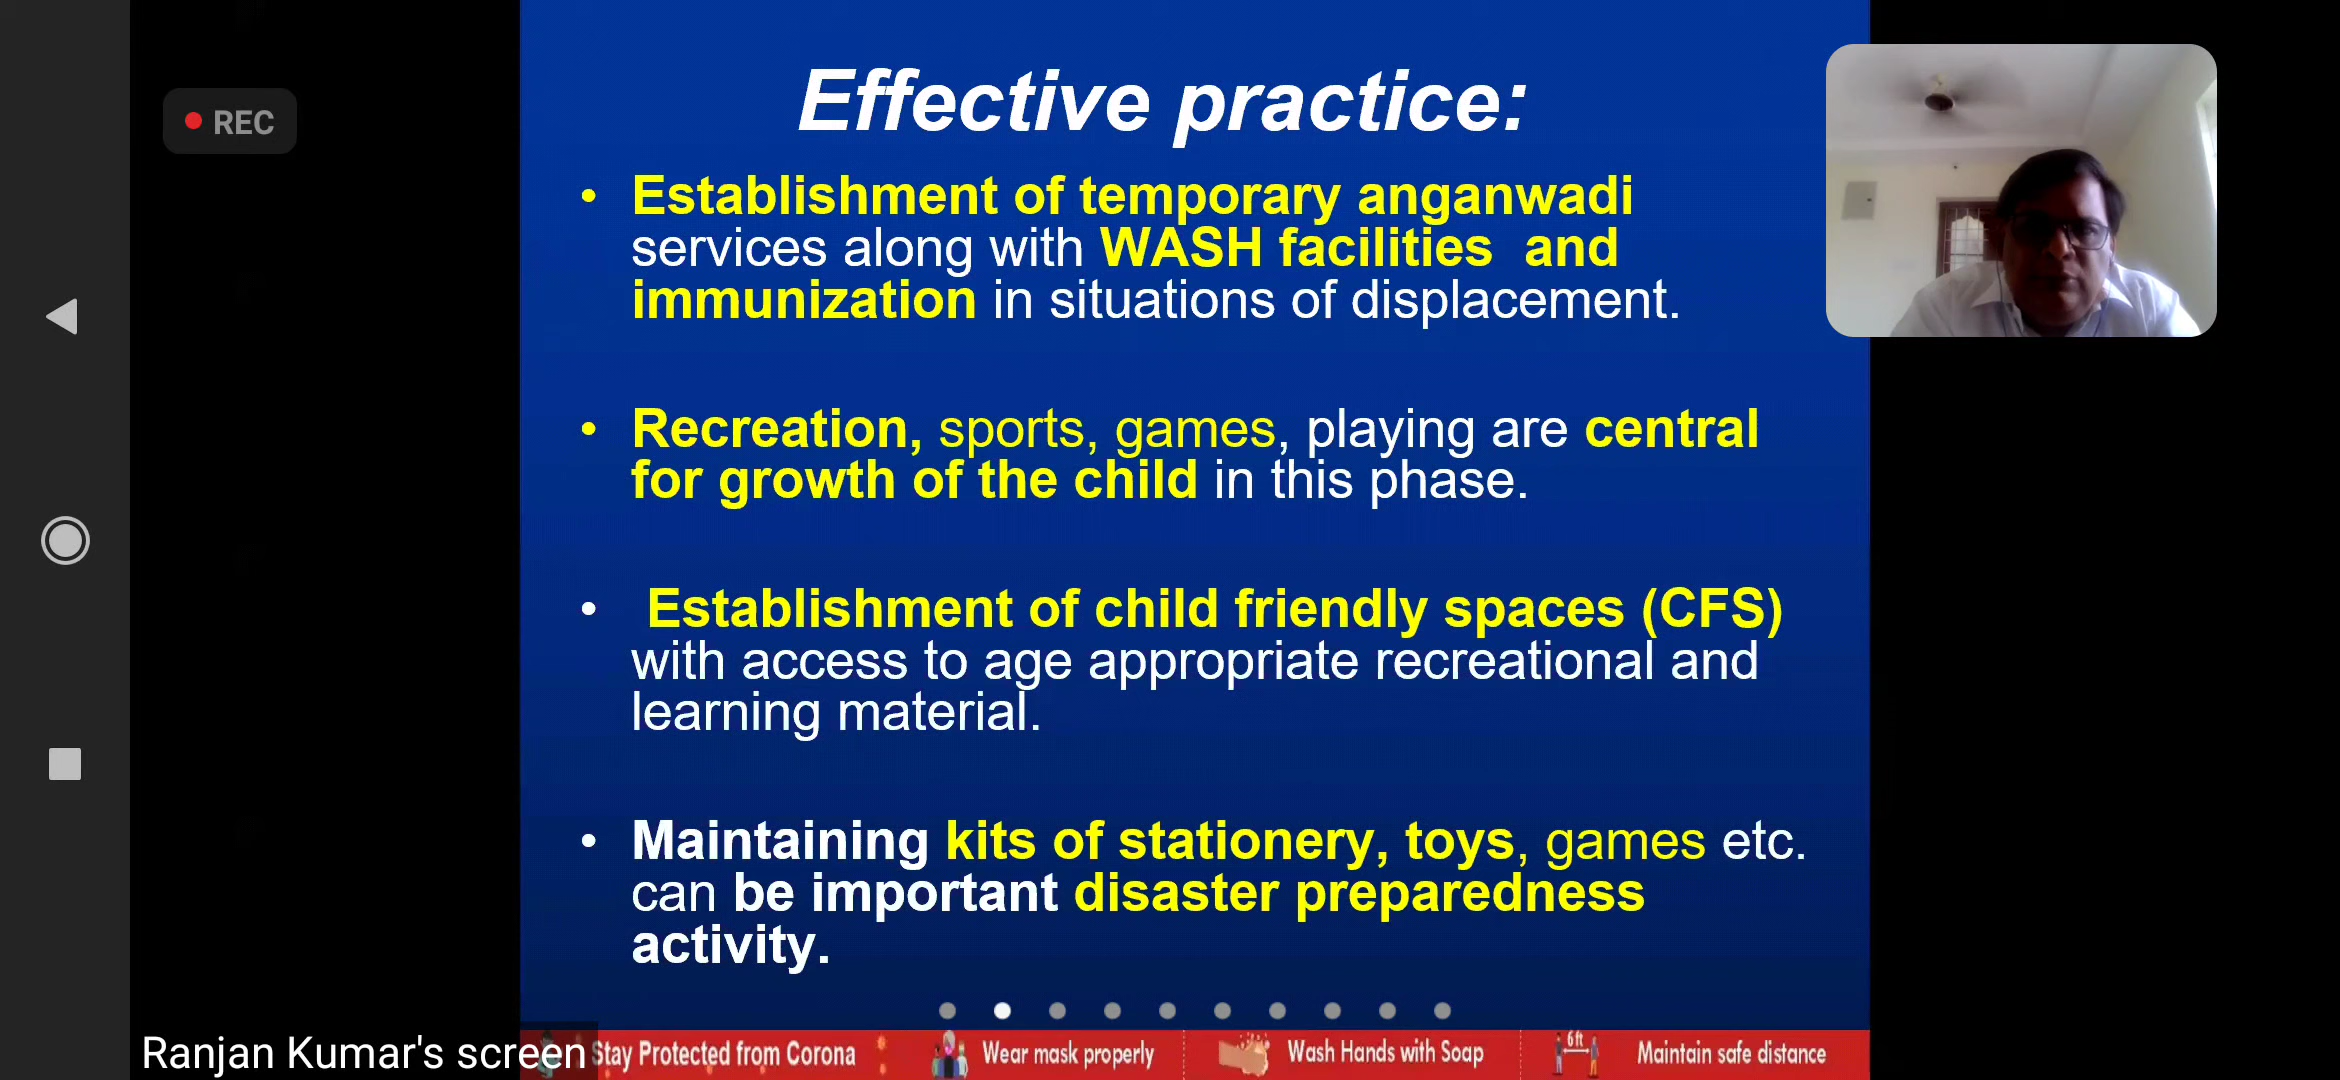 REC
Effective practice:
• Establishment of temporary anganwadi
services along with WASH facilities and
immunization in situations of displacement.
• Recreation, sports, games, playing are central
for growth of the child in this phase.
• Establishment of child friendly spaces (CFS)
with access to age appropriate recreational and
learning material.
• Maintaining kits of stationery, toys, games etc.
can be important disaster preparedness
activity.
Ranjan Kumar's screen
Stay Protected from Corona
Wear mask properly
Wash Hands with Soap
6 ft
Maintain safe distance